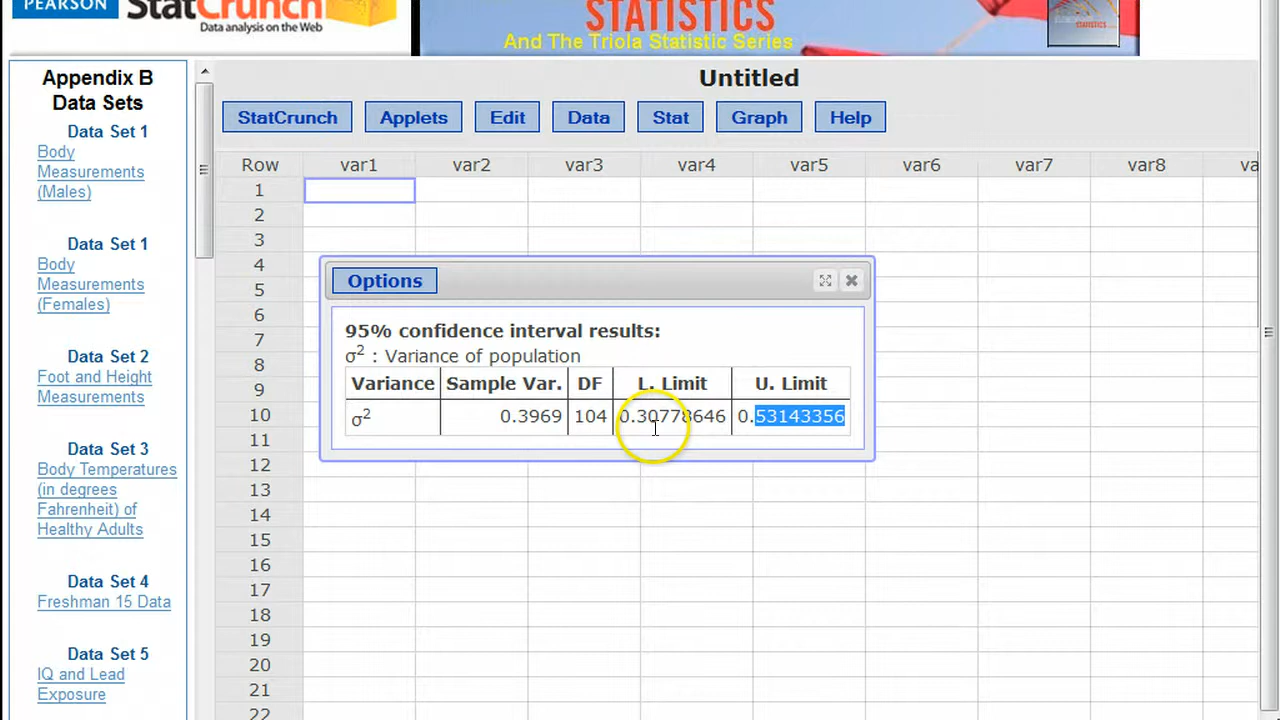 PEARSON
StatCrunch
Data analysis on the Web
STATISTICS
And The Triola Statistic Series
Appendix B
Data Sets
Data Set 1
Body
Measurements
(Males)
Data Set 1
Body
Measurements
(Females)
Data Set 2
Foot and Height
Measurements
Data Set 3
Body Temperatures
(in degrees
Fahrenheit) of
Healthy Adults
Data Set 4
Freshman 15 Data
Data Set 5
IQ and Lead
Exposure
Untitled
StatCrunch Applets Edit Data Stat Graph Help
Row var1 var2 var3 var4 var5 var6 var7 var8 va
1
2
3
4
5
6
7
8
9
10
11
12
13
14
15
16
17
18
19
20
21
22
Options
95% confidence interval results:
σ² : Variance of population
Variance Sample Var. DF L. Limit U. Limit
σ² 0.3969 104 0.30778646 0.53143356